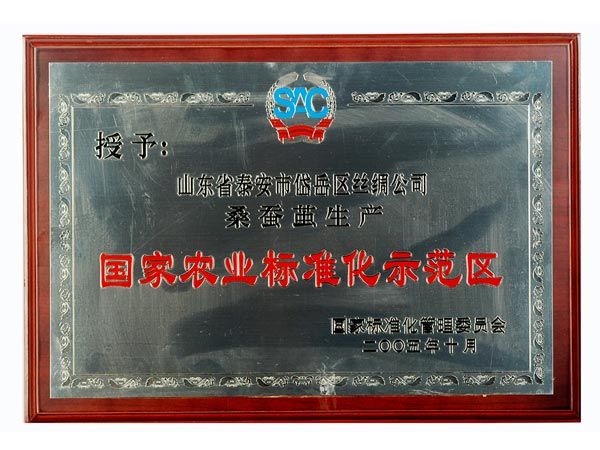 SAC
授予:
山东省泰安市岱岳区丝绸公司
桑蚕茧生产
国家农业标准化示范区
国家标准化管理委员会
二〇〇五年十月